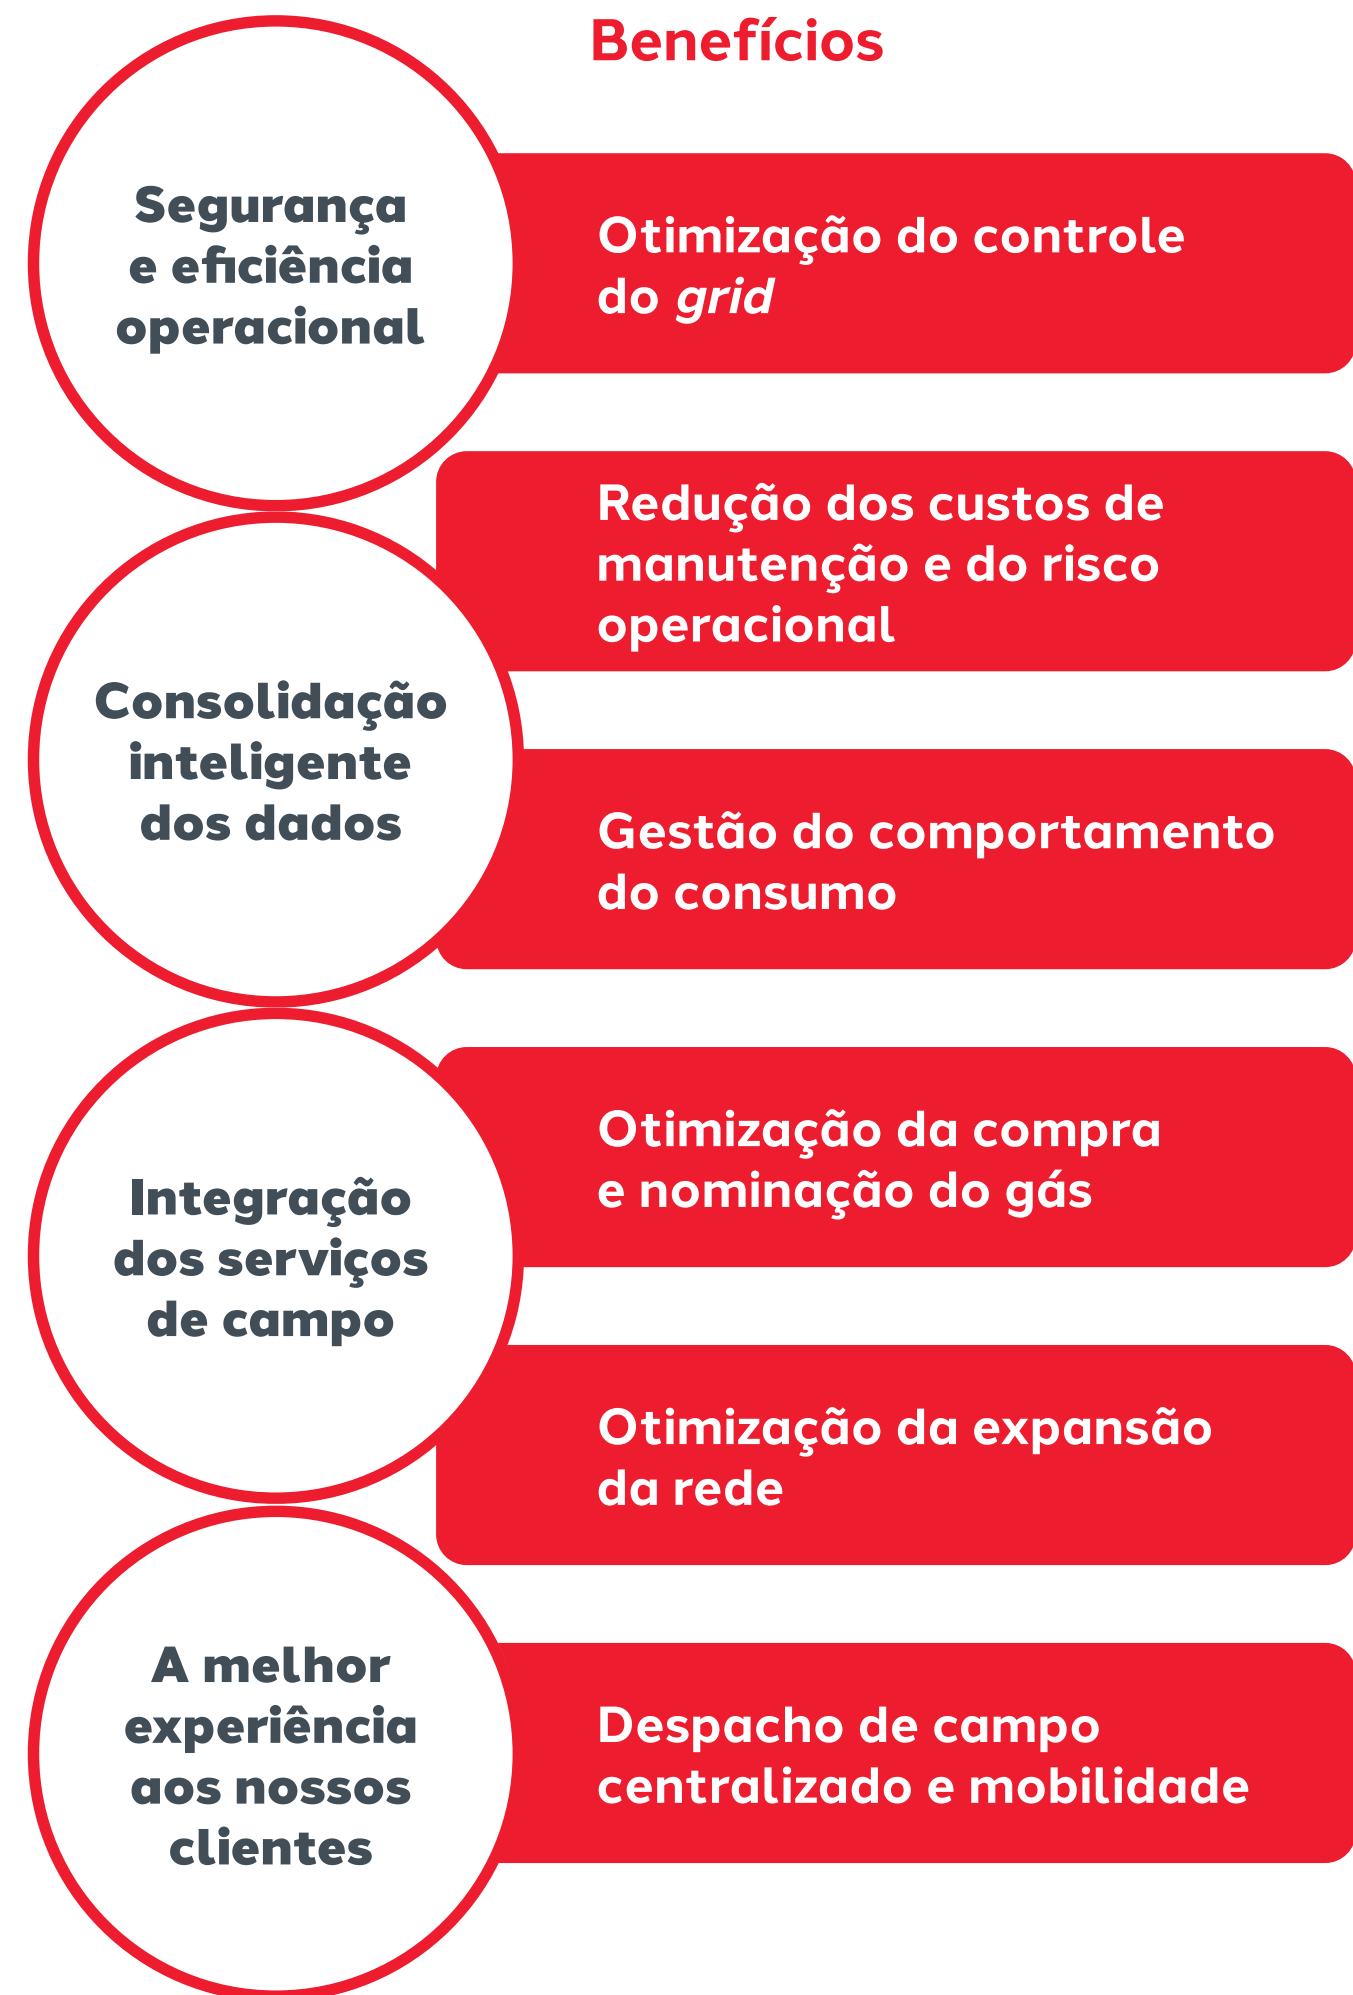 Benefícios
Segurança
e eficiência
operacional
Otimização do controle
do grid
Redução dos custos de
manutenção e do risco
operacional
Consolidação
inteligente
dos dados
Gestão do comportamento
do consumo
Otimização da compra
e nominação do gás
Integração
dos serviços
de campo
Otimização da expansão
da rede
A melhor
experiência
aos nossos
clientes
Despacho de campo
centralizado e mobilidade